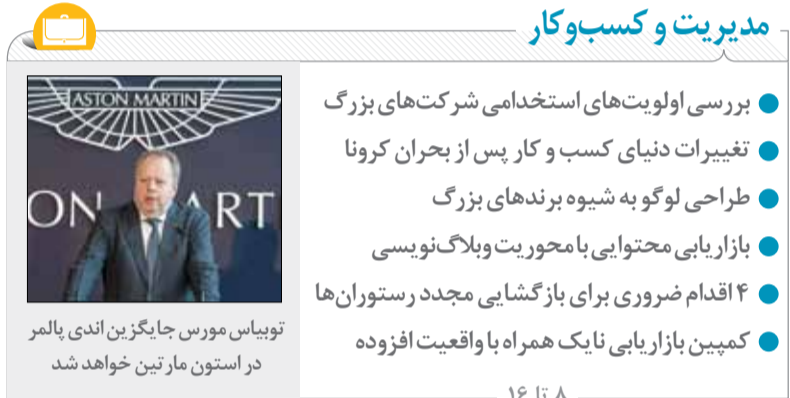 مدیریت و کسب‌وکار
بررسی اولویت‌های استخدامی شرکت‌های بزرگ
تغییرات دنیای کسب و کار پس از بحران کرونا
طراحی لوگو به شیوه برندهای بزرگ
بازاریابی محتوایی با محوریت وبلاگ‌نویسی
۴ اقدام ضروری برای بازگشایی مجدد رستوران‌ها
کمپین بازاریابی نایک همراه با واقعیت افزوده
۸ تا ۱۶
ASTON MARTIN
ON MART
توبیاس مورس جایگزین اندی پالمر
در استون مارتین خواهد شد